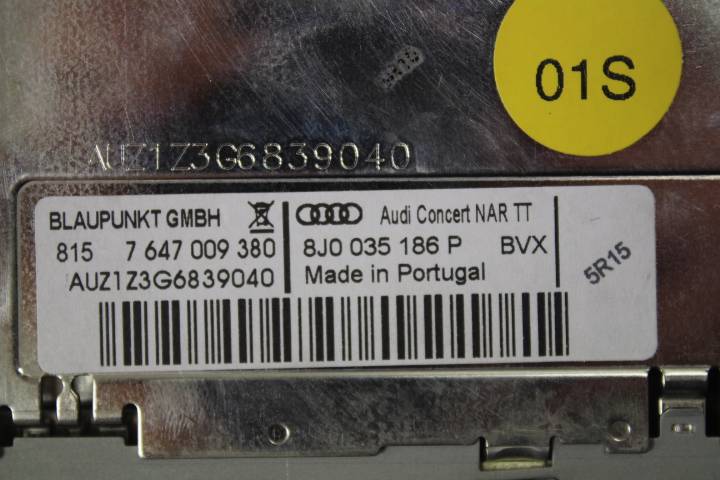 01S
AUZ1Z3G6839040
BLAUPUNKT GMBH
815 7 647 009 380
AUZ1Z3G6839040
Audi Concert NAR TT
8J0 035 186 P BVX
Made in Portugal
5R15